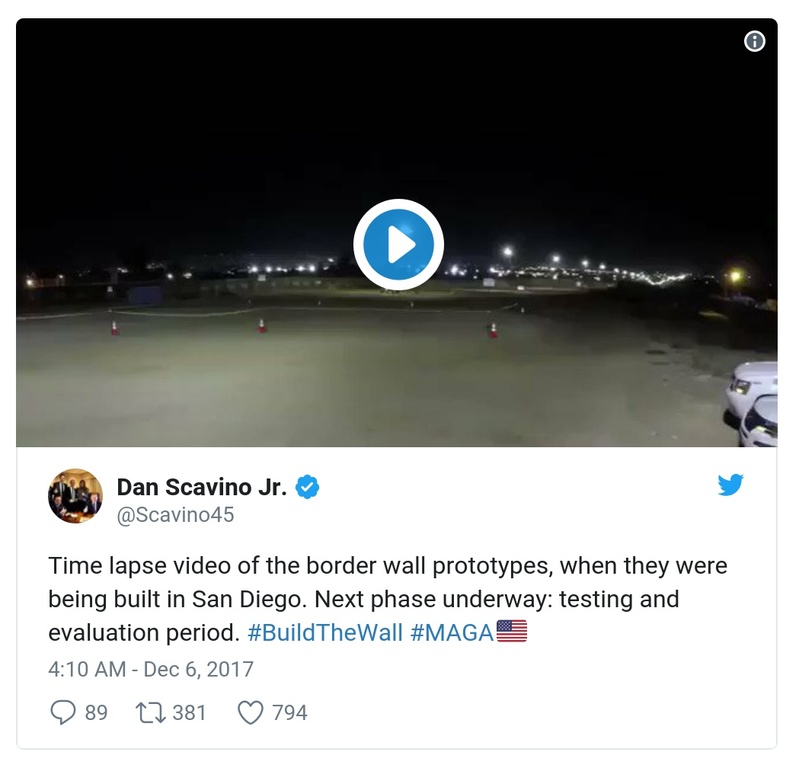 Dan Scavino Jr.
@Scavino45
Time lapse video of the border wall prototypes, when they were
being built in San Diego. Next phase underway: testing and
evaluation period. #BuildTheWall #MAGA🇺🇸
4:10 AM - Dec 6, 2017
89 381 794